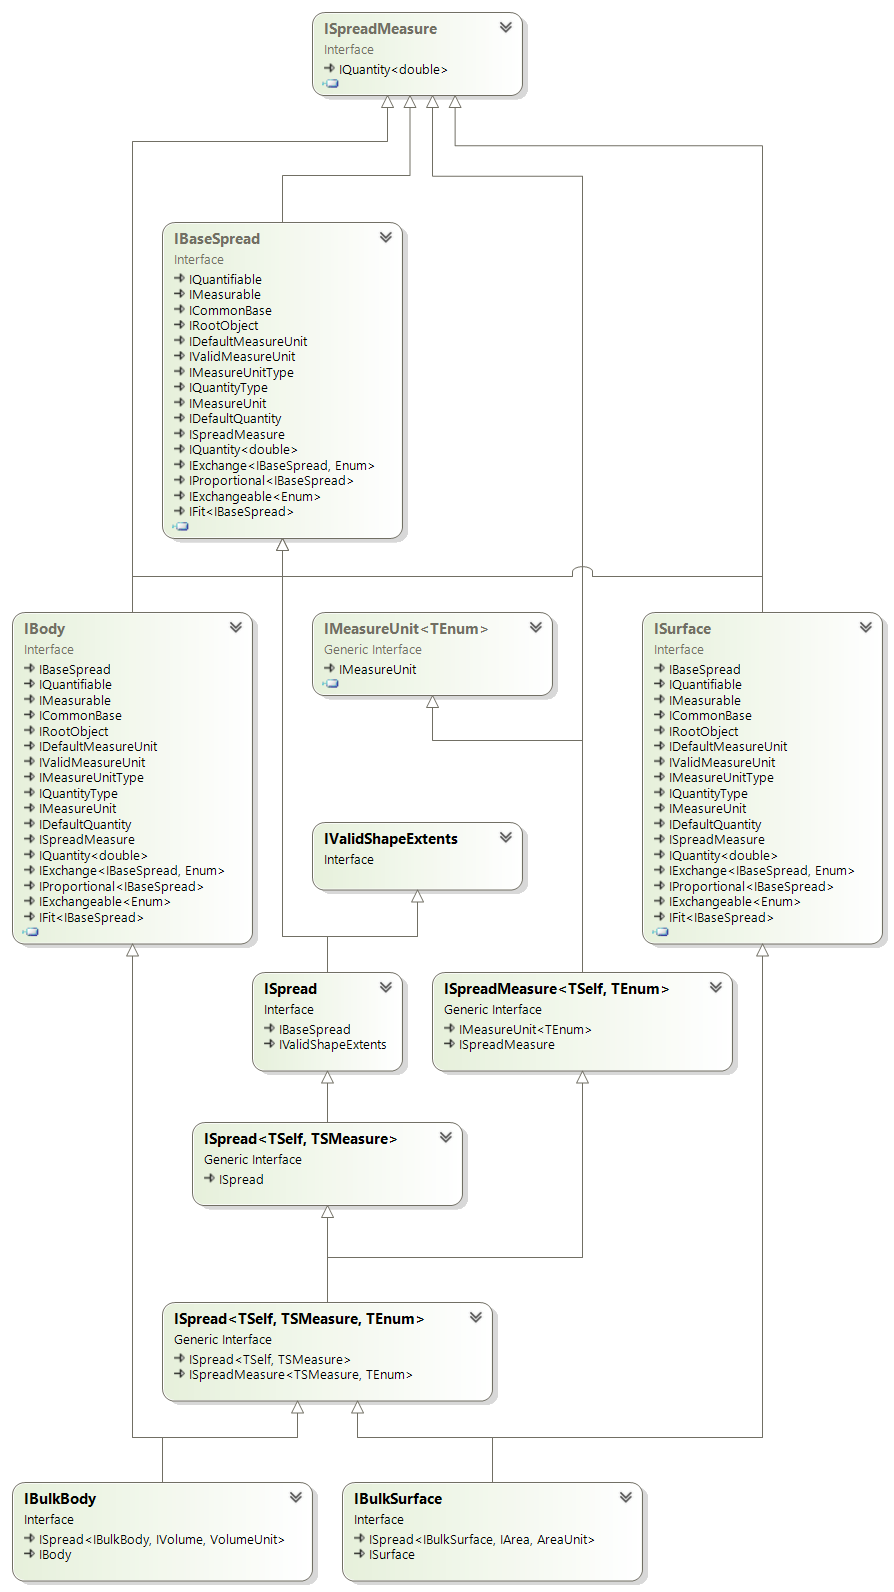 ISpreadMeasure
Interface
IQuantity<double>
IBaseSpread
Interface
IQuantifiable
IMeasurable
ICommonBase
IRootObject
IDefaultMeasureUnit
IValidMeasureUnit
IMeasureUnitType
IQuantityType
IMeasureUnit
IDefaultQuantity
ISpreadMeasure
IQuantity<double>
IExchange<IBaseSpread, Enum>
IProportional<IBaseSpread>
IExchangeable<Enum>
IFit<IBaseSpread>
IBody
Interface
IBaseSpread
IQuantifiable
IMeasurable
ICommonBase
IRootObject
IDefaultMeasureUnit
IValidMeasureUnit
IMeasureUnitType
IQuantityType
IMeasureUnit
IDefaultQuantity
ISpreadMeasure
IQuantity<double>
IExchange<IBaseSpread, Enum>
IProportional<IBaseSpread>
IExchangeable<Enum>
IFit<IBaseSpread>
IMeasureUnit<TEnum>
Generic Interface
IMeasureUnit
ISurface
Interface
IBaseSpread
IQuantifiable
IMeasurable
ICommonBase
IRootObject
IDefaultMeasureUnit
IValidMeasureUnit
IMeasureUnitType
IQuantityType
IMeasureUnit
IDefaultQuantity
ISpreadMeasure
IQuantity<double>
IExchange<IBaseSpread, Enum>
IProportional<IBaseSpread>
IExchangeable<Enum>
IFit<IBaseSpread>
IValidShapeExtents
Interface
ISpread
Interface
IBaseSpread
IValidShapeExtents
ISpreadMeasure<TSelf, TEnum>
Generic Interface
IMeasureUnit<TEnum>
ISpreadMeasure
ISpread<TSelf, TSMeasure>
Generic Interface
ISpread
ISpread<TSelf, TSMeasure, TEnum>
Generic Interface
ISpread<TSelf, TSMeasure>
ISpreadMeasure<TSMeasure, TEnum>
IBulkBody
Interface
ISpread<IBulkBody, IVolume, VolumeUnit>
IBody
IBulkSurface
Interface
ISpread<IBulkSurface, IArea, AreaUnit>
ISurface